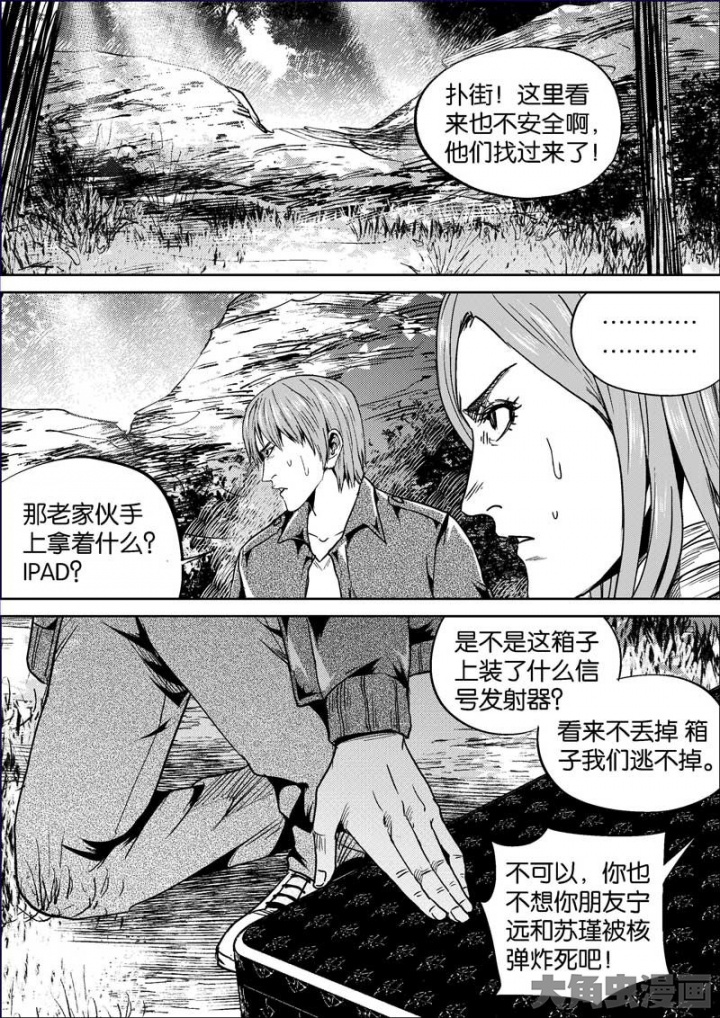 扑街！这里看
来也不安全啊，
他们找过来了！
…………
…………
那老家伙手
上拿着什么？
IPAD？
是不是这箱子
上装了什么信
号发射器？
看来不丢掉 箱
子我们逃不掉。
不可以，你也
不想你朋友宁
远和苏瑾被核
弹炸死吧！
大角虫漫画